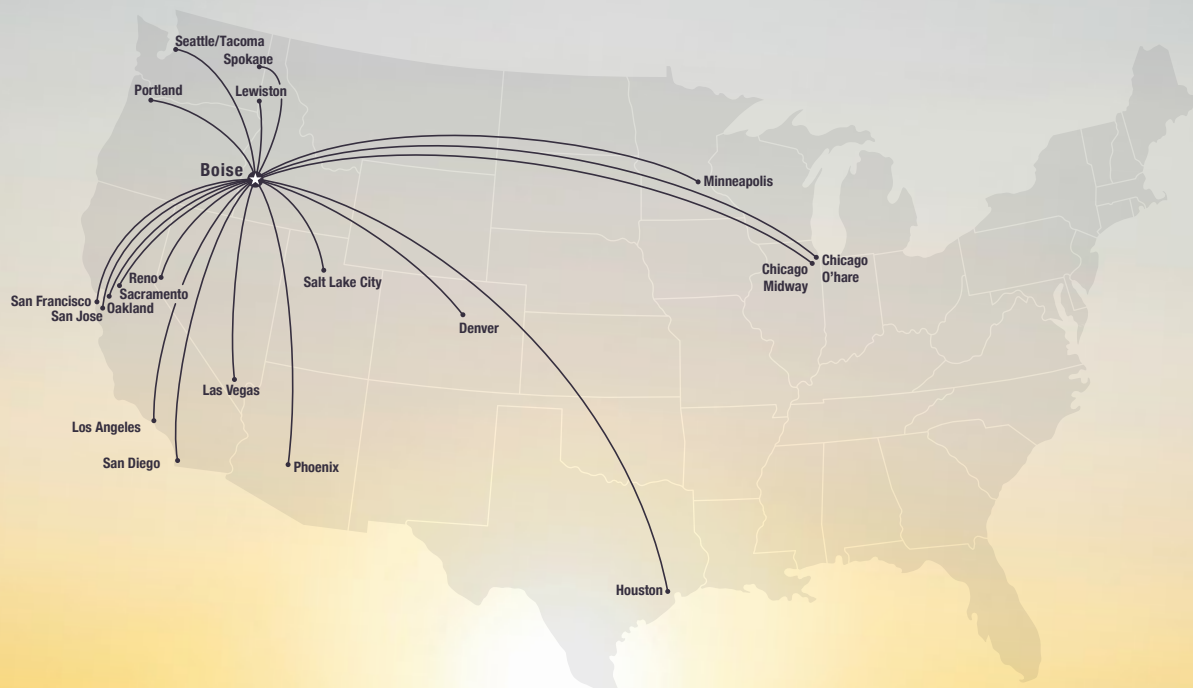 Seattle/Tacoma
Spokane
Portland
Lewiston
Boise
Minneapolis
Chicago
O'hare
Chicago
Midway
Reno
Salt Lake City
Sacramento
San Francisco
Oakland
San Jose
Denver
Las Vegas
Los Angeles
San Diego
Phoenix
Houston